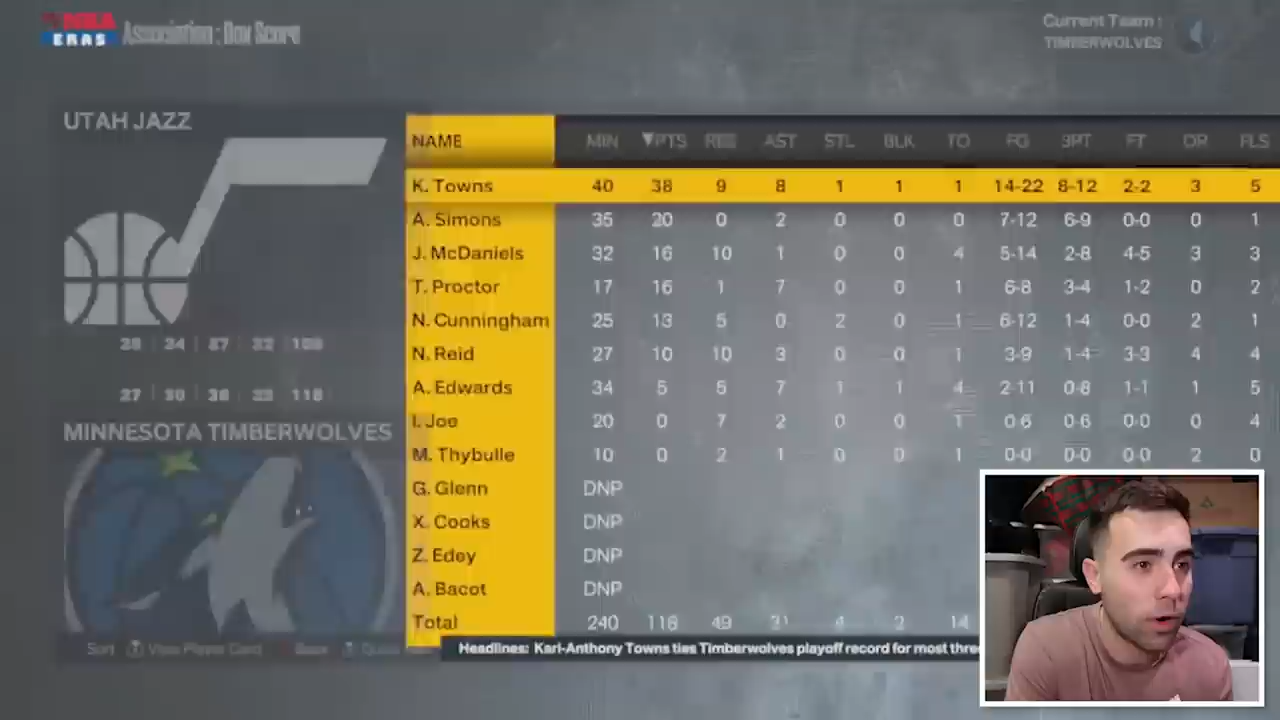 NBA
ERAS
Association : Box Score
Current Team :
TIMBERWOLVES
UTAH JAZZ
MINNESOTA TIMBERWOLVES
NAME MIN ▼PTS REB AST STL BLK TO FG 3PT FT OR FLS
K. Towns 40 38 9 8 1 1 1 14-22 8-12 2-2 3 5
A. Simons 35 20 0 2 0 0 0 7-12 6-9 0-0 0 1
J. McDaniels 32 16 10 1 0 0 4 5-14 2-8 4-5 3 3
T. Proctor 17 16 1 7 0 0 1 6-8 3-4 1-2 0 2
N. Cunningham 25 13 5 0 2 0 1 6-12 1-4 0-0 2 1
N. Reid 27 10 10 3 0 0 1 3-9 1-4 3-3 4 4
A. Edwards 34 5 5 7 1 1 4 2-11 0-8 1-1 1 5
I. Joe 20 0 7 2 0 0 1 0-6 0-6 0-0 0 4
M. Thybulle 10 0 2 1 0 0 1 0-0 0-0 0-0 2 0
G. Glenn DNP
X. Cooks DNP
Z. Edey DNP
A. Bacot DNP
Total 240 118 49 31 4 2 14
Sort View Player Card Back
Headlines: Karl-Anthony Towns ties Timberwolves playoff record for most three